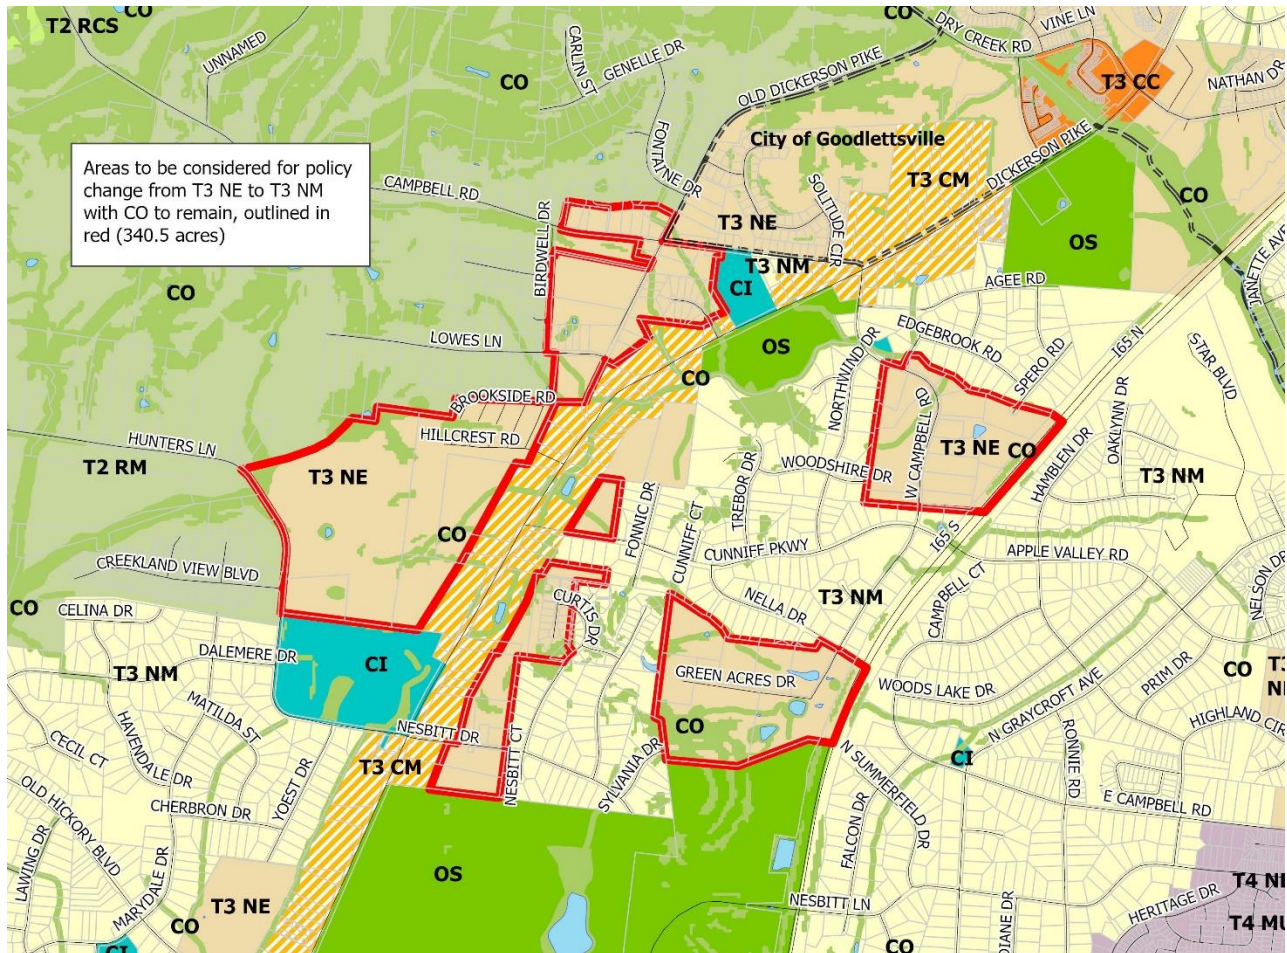 CO
T2 RCS
UNNAMED
CO
CARLIN ST
GENELLE DR
CO
DRY CREEK RD
VINE LN
T3 CC
NATHAN DR
OLD DICKERSON PIKE
City of Goodlettsville
T3 CM
DICKERSON PIKE
Areas to be considered for policy
change from T3 NE to T3 NM
with CO to remain, outlined in
red (340.5 acres)
CAMPBELL RD
FONTAINE DR
SOLITUDE CIR
BIRDWELL DR
T3 NE
CO
OS
JANETTE AVE
T3 NM
CI
AGEE RD
CO
LOWES LN
OS
NORTHWIND DR
EDGEBROOK RD
SPERO RD
I65 N
STAR BLVD
CO
BROOKSIDE RD
HILLCREST RD
HUNTERS LN
T2 RM
T3 NE
W CAMPBELL RD
T3 NE
CO
HAMBLEN DR
OAKLYNN DR
T3 NM
TREBOR DR
WOODSHIRE DR
FONNIC DR
CUNNIFF CT
CO
CUNNIFF PKWY
I65 S
APPLE VALLEY RD
CREEKLAND VIEW BLVD
CO
CELINA DR
CURTIS DR
NELLA DR
T3 NM
CAMPBELL CT
NELSON DR
DALEMERE DR
T3 NM
CI
GREEN ACRES DR
WOODS LAKE DR
N GRAYCROFT AVE
PRIM DR
CO
T3
NE
MATILDA ST
HAVENDALE DR
CECIL CT
NESBITT DR
NESBITT CT
CO
SYLVANIA DR
N SUMMERFIELD DR
CI
RONNIE RD
HIGHLAND CIR
T3 CM
YOEST DR
CHERBRON DR
E CAMPBELL RD
OLD HICKORY BLVD
LAWING DR
MARYDALE DR
T3 NE
CO
CI
OS
FALCON DR
NESBITT LN
CO
DIANE DR
HERITAGE DR
T4 NE
T4 MU